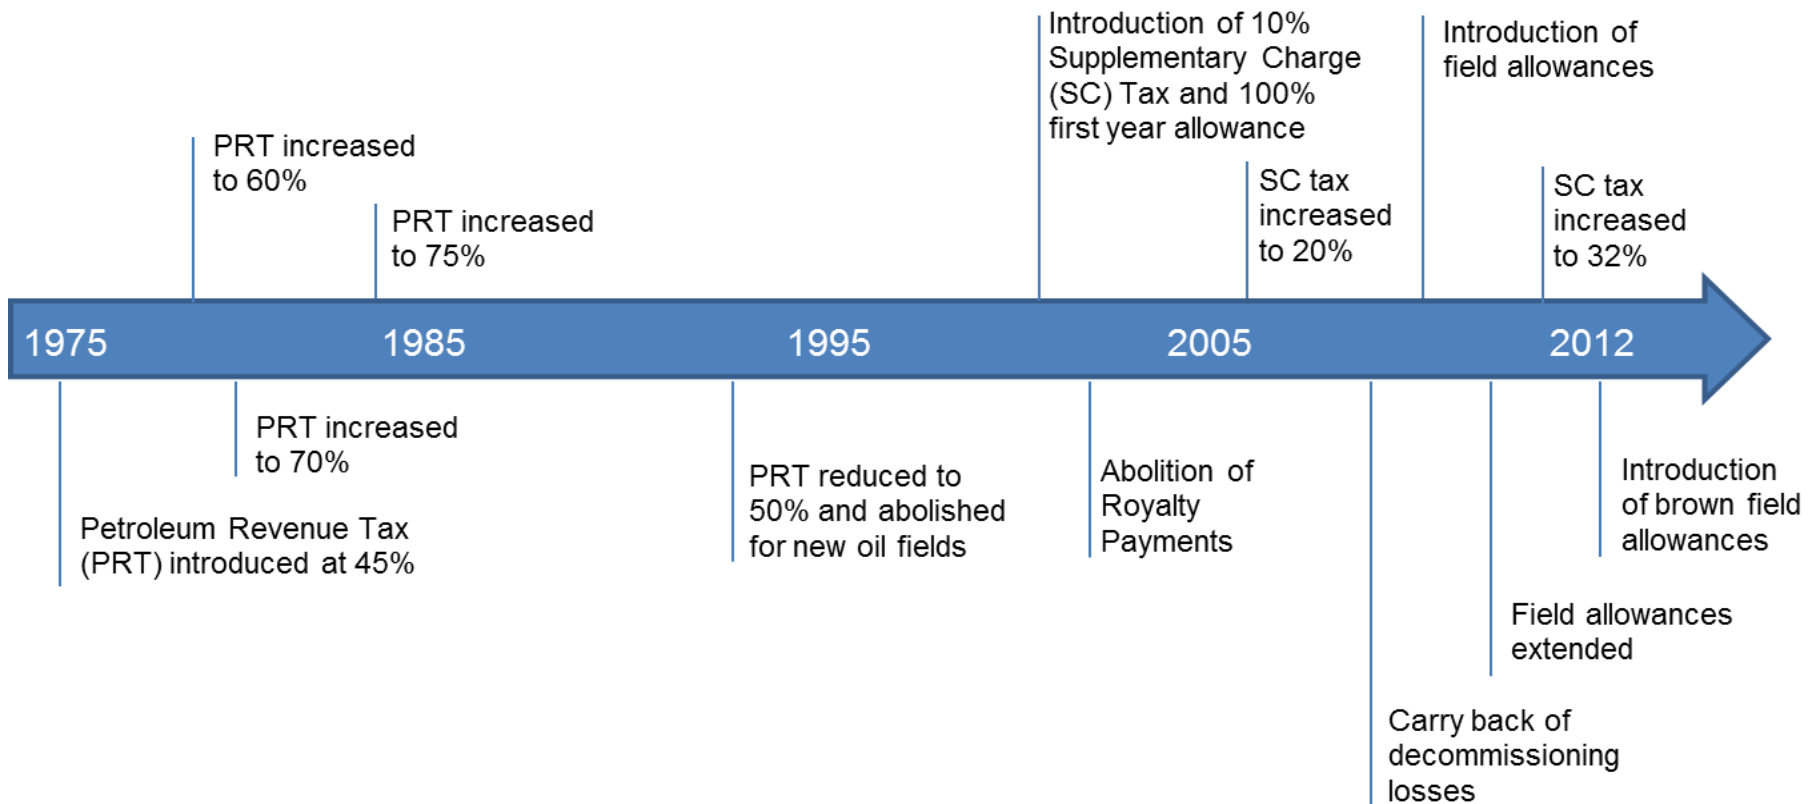 Introduction of 10%
Supplementary Charge
(SC) Tax and 100%
first year allowance
Introduction of
field allowances
PRT increased
to 60%
PRT increased
to 75%
SC tax
increased
to 20%
SC tax
increased
to 32%
1975 1985 1995 2005 2012
PRT increased
to 70%
Petroleum Revenue Tax
(PRT) introduced at 45%
PRT reduced to
50% and abolished
for new oil fields
Abolition of
Royalty
Payments
Introduction
of brown field
allowances
Field allowances
extended
Carry back of
decommissioning
losses